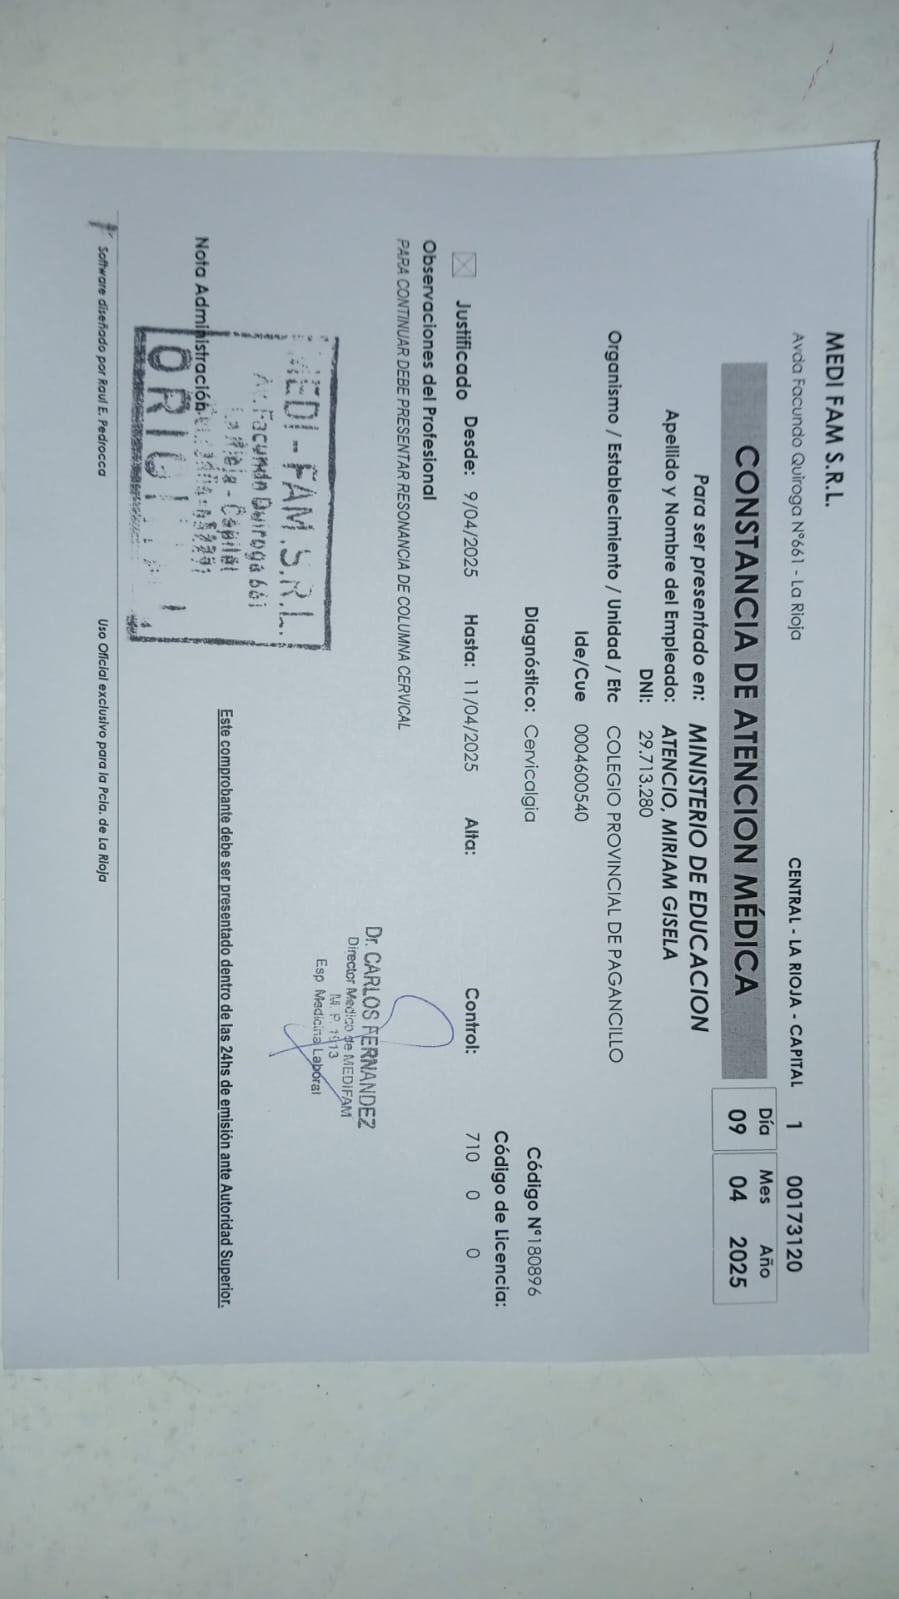 MEDI FAM S.R.L.
Avda Facundo Quiroga Nº661 - La Rioja
CENTRAL - LA RIOJA - CAPITAL 1 00173120
CONSTANCIA DE ATENCION MÉDICA
Día Mes Año
09 04 2025
Para ser presentado en: MINISTERIO DE EDUCACION
Apellido y Nombre del Empleado: ATENCIO, MIRIAM GISELA
DNI: 29.713.280
Organismo / Establecimiento / Unidad / Etc COLEGIO PROVINCIAL DE PAGANCILLO
Ide/Cue 0004600540
Diagnóstico: Cervicalgia
Código Nº180896
Código de Licencia:
Justificado Desde: 9/04/2025 Hasta: 11/04/2025 Alta: Control: 710 0 0
Observaciones del Profesional
PARA CONTINUAR DEBE PRESENTAR RESONANCIA DE COLUMNA CERVICAL
Dr. CARLOS FERNANDEZ
Director Medico de MEDIFAM
M. P. 1913
Esp. Medicina Laboral
MEDI - FAM. S.R.L.
Av. Facundo Quiroga 661
La Rioja - Capital
Nota Administración:
Este comprobante debe ser presentado dentro de las 24hs de emisión ante Autoridad Superior.
Software diseñado por Raul E. Pedrocca
Uso Oficial exclusivo para la Pcia. de La Rioja